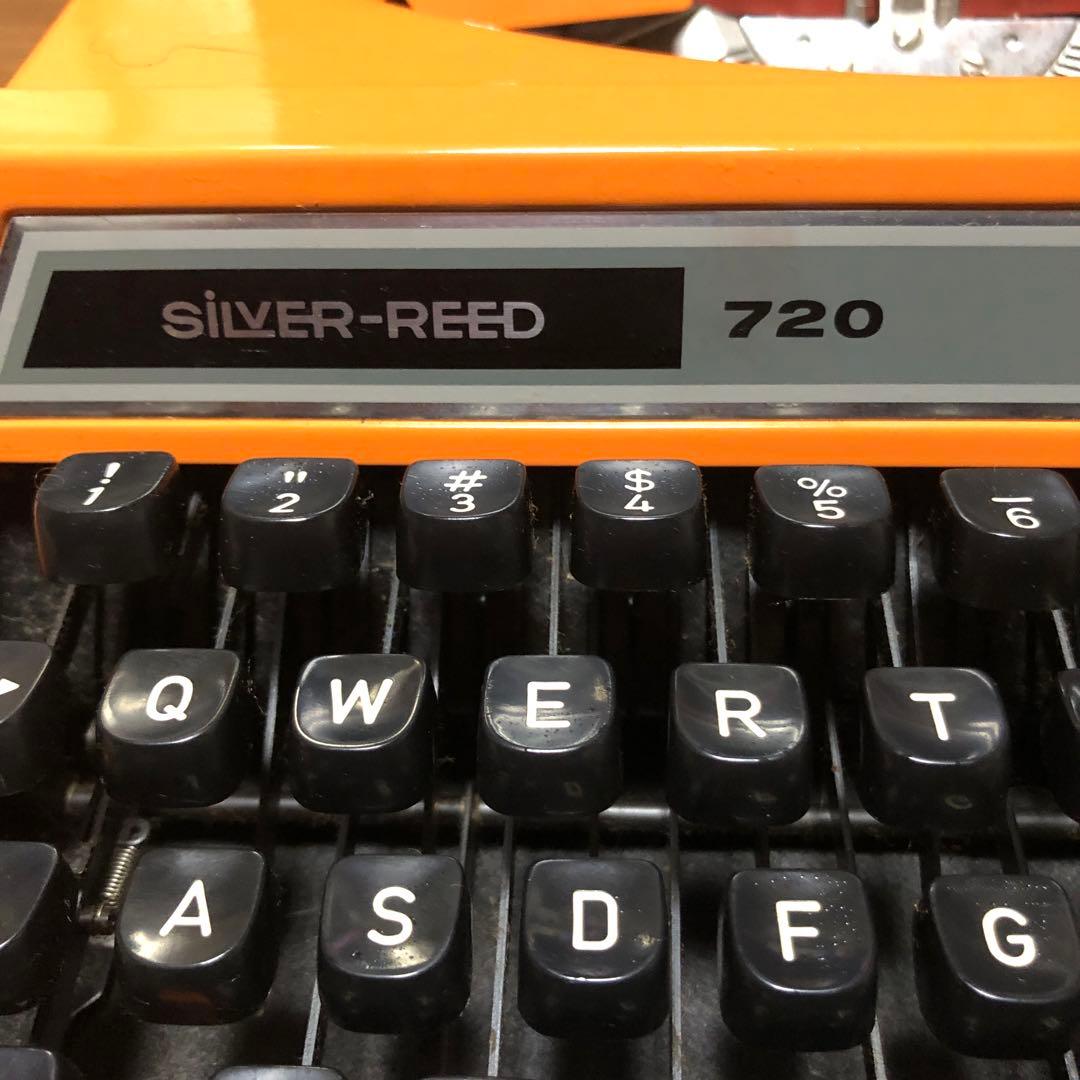 SiLVER-REED 720
! " # $ % _
1 2 3 4 5 6
Q W E R T
A S D F G